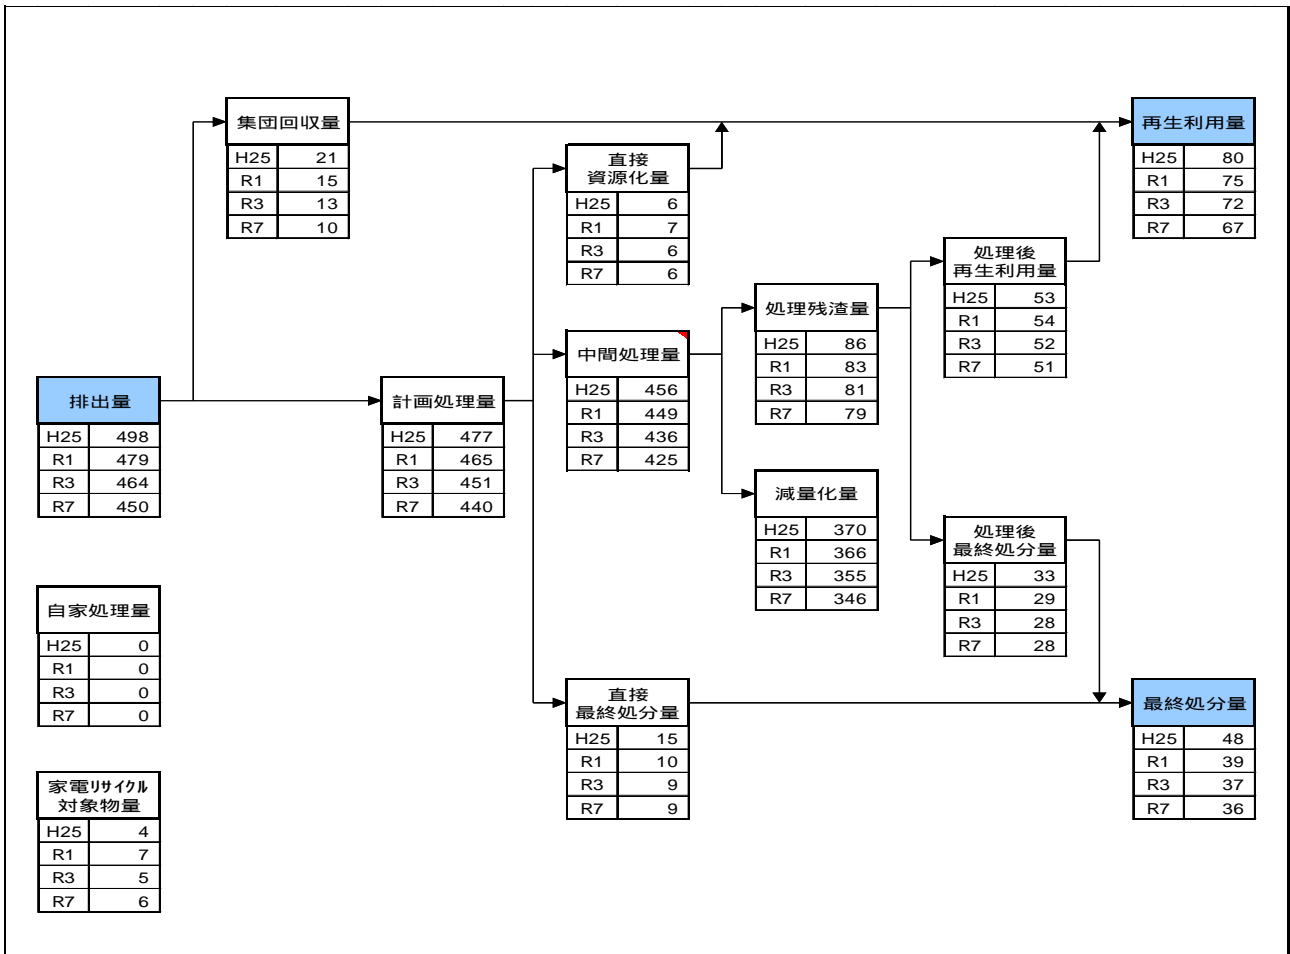 集団回収量
H25 21
R1 15
R3 13
R7 10
直接
資源化量
H25 6
R1 7
R3 6
R7 6
再生利用量
H25 80
R1 75
R3 72
R7 67
処理後
再生利用量
H25 53
R1 54
R3 52
R7 51
処理残渣量
H25 86
R1 83
R3 81
R7 79
中間処理量
H25 456
R1 449
R3 436
R7 425
排出量
H25 498
R1 479
R3 464
R7 450
計画処理量
H25 477
R1 465
R3 451
R7 440
減量化量
H25 370
R1 366
R3 355
R7 346
処理後
最終処分量
H25 33
R1 29
R3 28
R7 28
自家処理量
H25 0
R1 0
R3 0
R7 0
直接
最終処分量
H25 15
R1 10
R3 9
R7 9
最終処分量
H25 48
R1 39
R3 37
R7 36
家電ﾘｻｲｸﾙ
対象物量
H25 4
R1 7
R3 5
R7 6